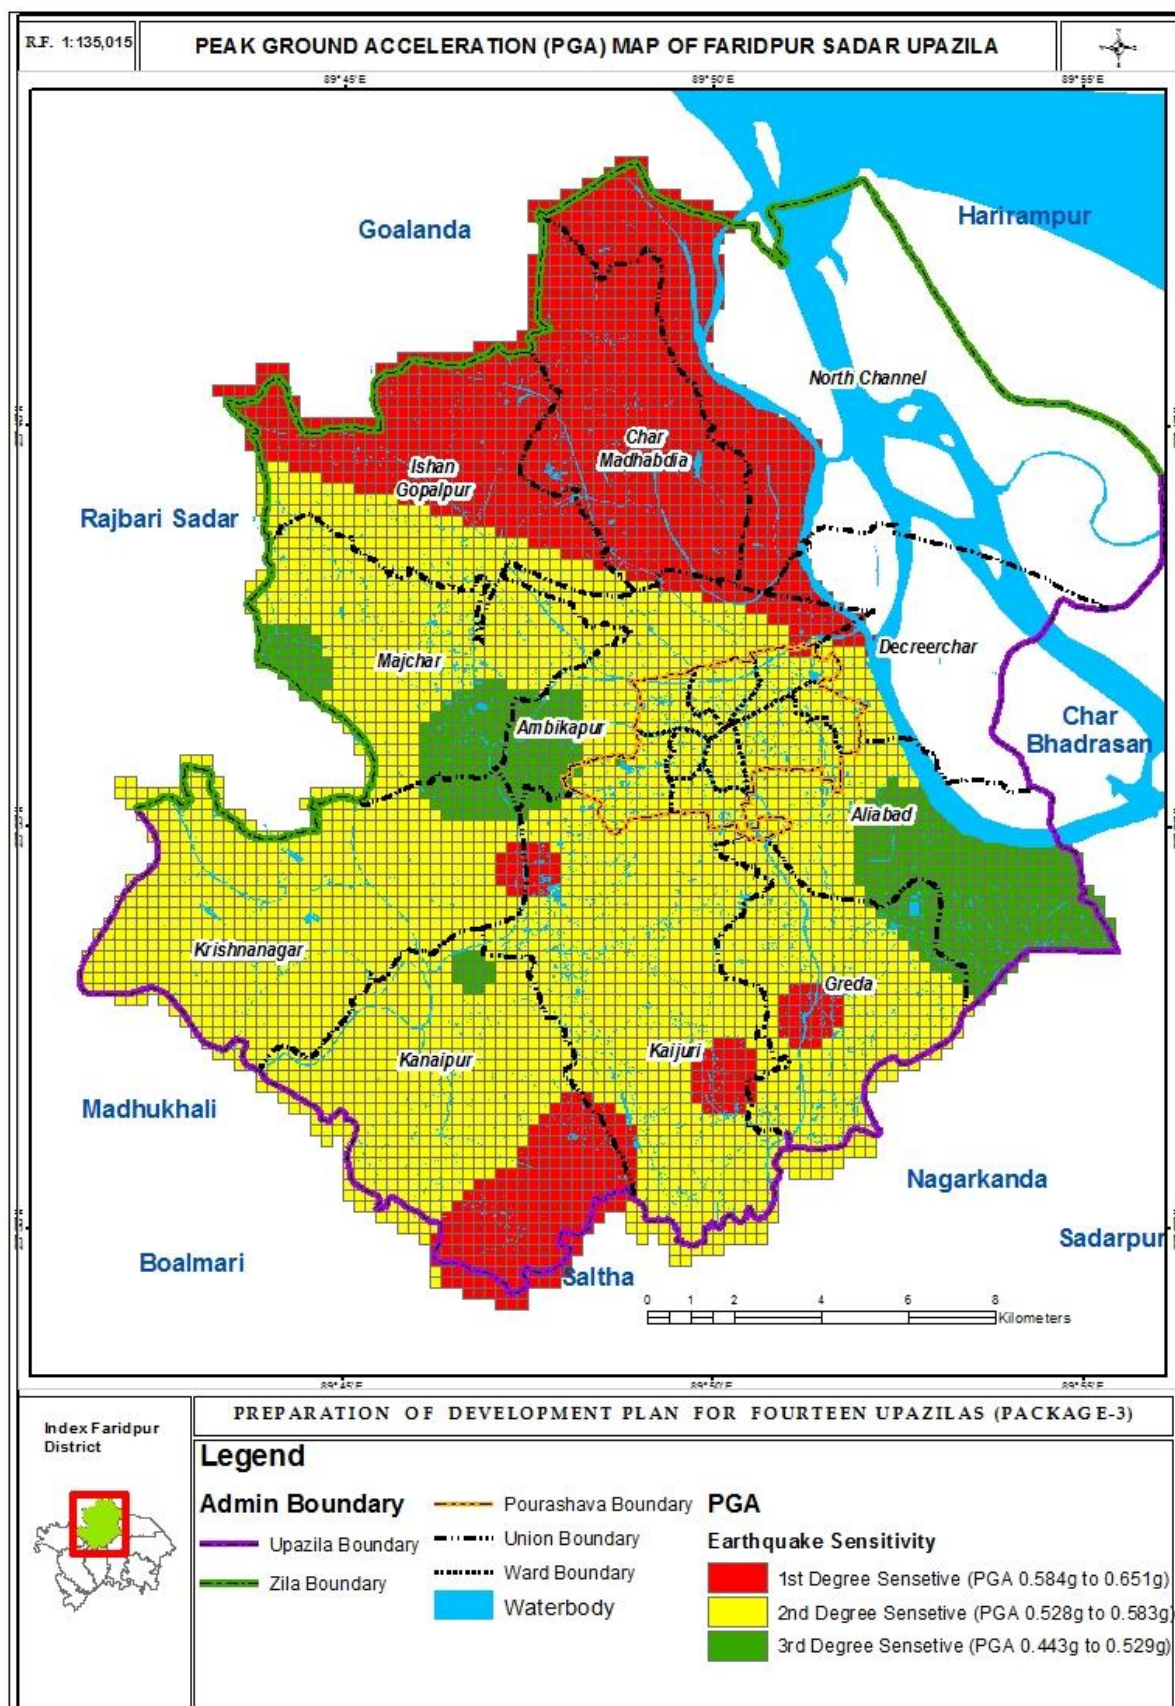 R.F. 1:135,015
PEAK GROUND ACCELERATION (PGA) MAP OF FARIDPUR SADAR UPAZILA
89°45'E
89°50'E
89°55'E
Goalanda
Harirampur
North Channel
Char
Madhabdia
Ishan
Gopalpur
Rajbari Sadar
Majchar
Decreerchar
Ambikapur
Char
Bhadrasan
Aliabad
Krishnanagar
Greda
Kanaipur
Kaijuri
Madhukhali
Nagarkanda
Sadarpur
Boalmari
Saltha
0 1 2 4 6 8
Kilometers
89°45'E
89°50'E
89°55'E
Index Faridpur
District
PREPARATION OF DEVELOPMENT PLAN FOR FOURTEEN UPAZILAS (PACKAGE-3)
Legend
Admin Boundary
Upazila Boundary
Zila Boundary
Pourashava Boundary
Union Boundary
Ward Boundary
Waterbody
PGA
Earthquake Sensitivity
1st Degree Sensetive (PGA 0.584g to 0.651g)
2nd Degree Sensetive (PGA 0.528g to 0.583g)
3rd Degree Sensetive (PGA 0.443g to 0.529g)